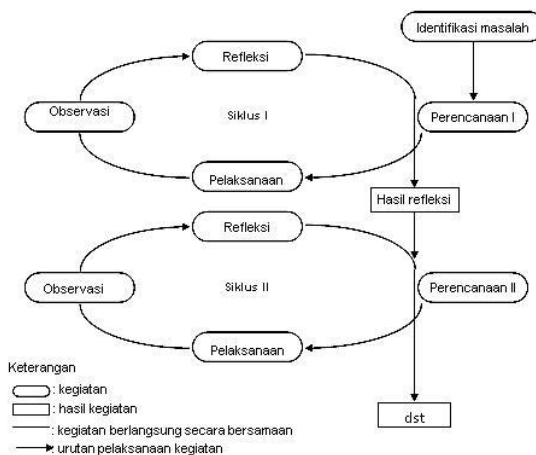 Identifikasi masalah
Refleksi
Observasi
Siklus I
Perencanaan I
Pelaksanaan
Hasil refleksi
Refleksi
Observasi
Siklus II
Perencanaan II
Pelaksanaan
Keterangan
: kegiatan
: hasil kegiatan
: kegiatan berlangsung secara bersamaan
: urutan pelaksanaan kegiatan
dst